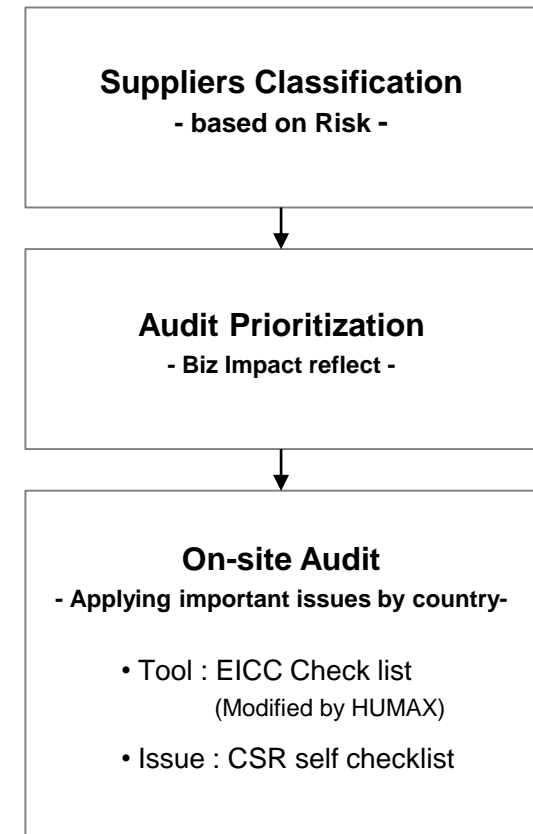 Suppliers Classification
- based on Risk -
Audit Prioritization
- Biz Impact reflect -
On-site Audit
- Applying important issues by country-
• Tool : EICC Check list
(Modified by HUMAX)
• Issue : CSR self checklist